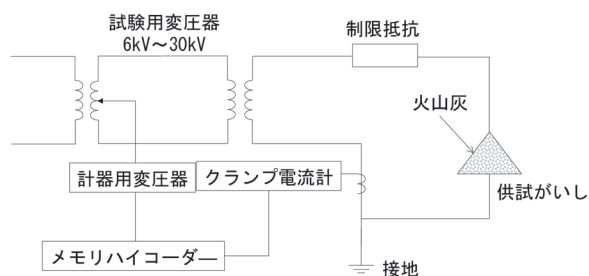 試験用変圧器
6kV～30kV
制限抵抗
火山灰
計器用変圧器
クランプ電流計
供試がいし
メモリハイコーダー
接地